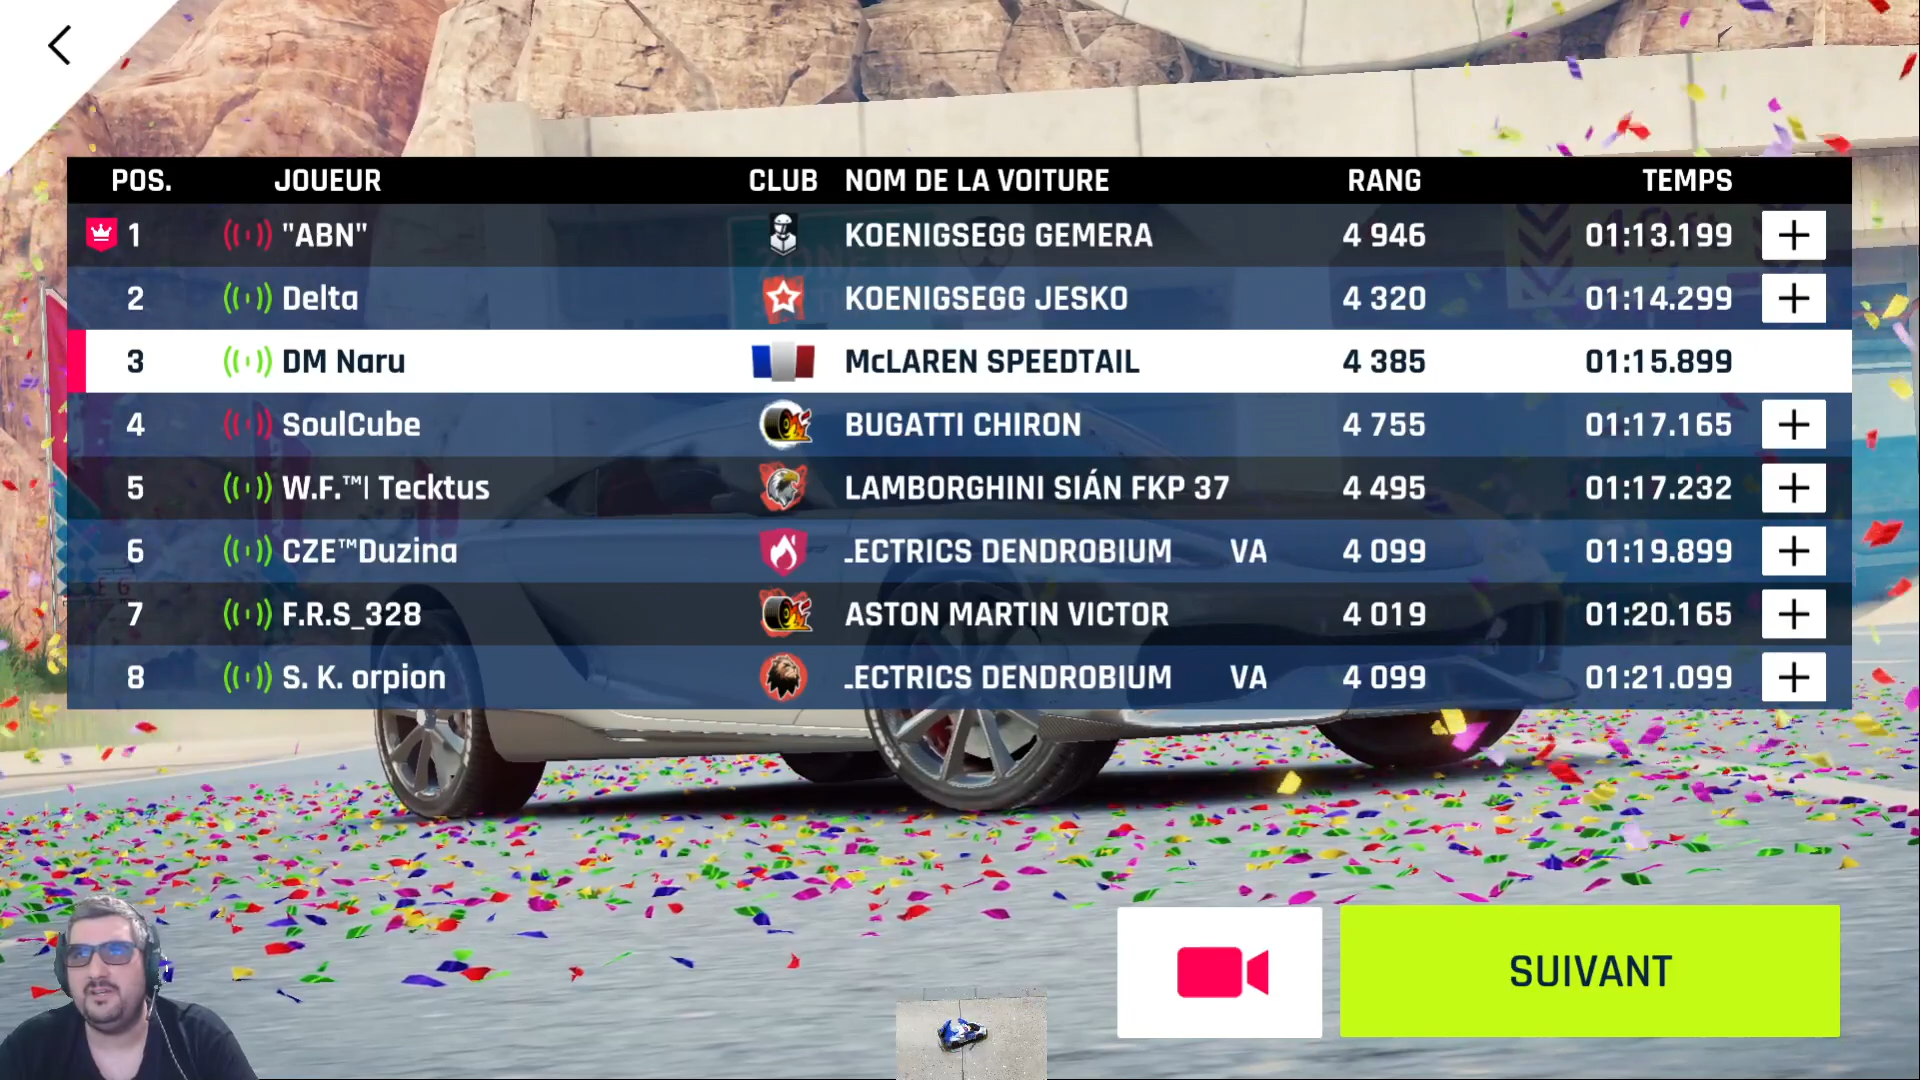 POS. JOUEUR CLUB NOM DE LA VOITURE RANG TEMPS
1 "ABN" KOENIGSEGG GEMERA 4 946 01:13.199
2 Delta KOENIGSEGG JESKO 4 320 01:14.299
3 DM Naru McLAREN SPEEDTAIL 4 385 01:15.899
4 SoulCube BUGATTI CHIRON 4 755 01:17.165
5 W.F.™| Tecktus LAMBORGHINI SIÁN FKP 37 4 495 01:17.232
6 CZE™Duzina ECTRICS DENDROBIUM VA 4 099 01:19.899
7 F.R.S_328 ASTON MARTIN VICTOR 4 019 01:20.165
8 S. K. orpion ECTRICS DENDROBIUM VA 4 099 01:21.099
SUIVANT